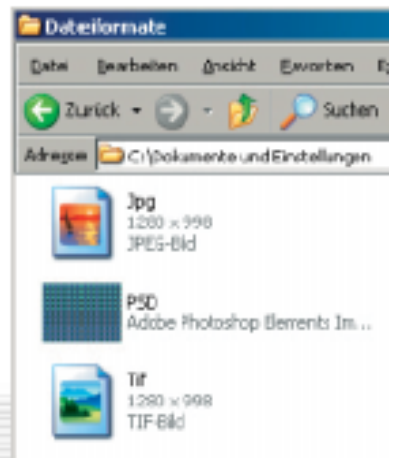 Dateiformate
Datei Bearbeiten Ansicht Favoriten
Zurück Suchen
Adresse C:\Dokumente und Einstellungen
Jpg
1280 x 998
JPEG-Bild
PSD
Adobe Photoshop Elements Im...
Tif
1280 x 998
TIF-Bild